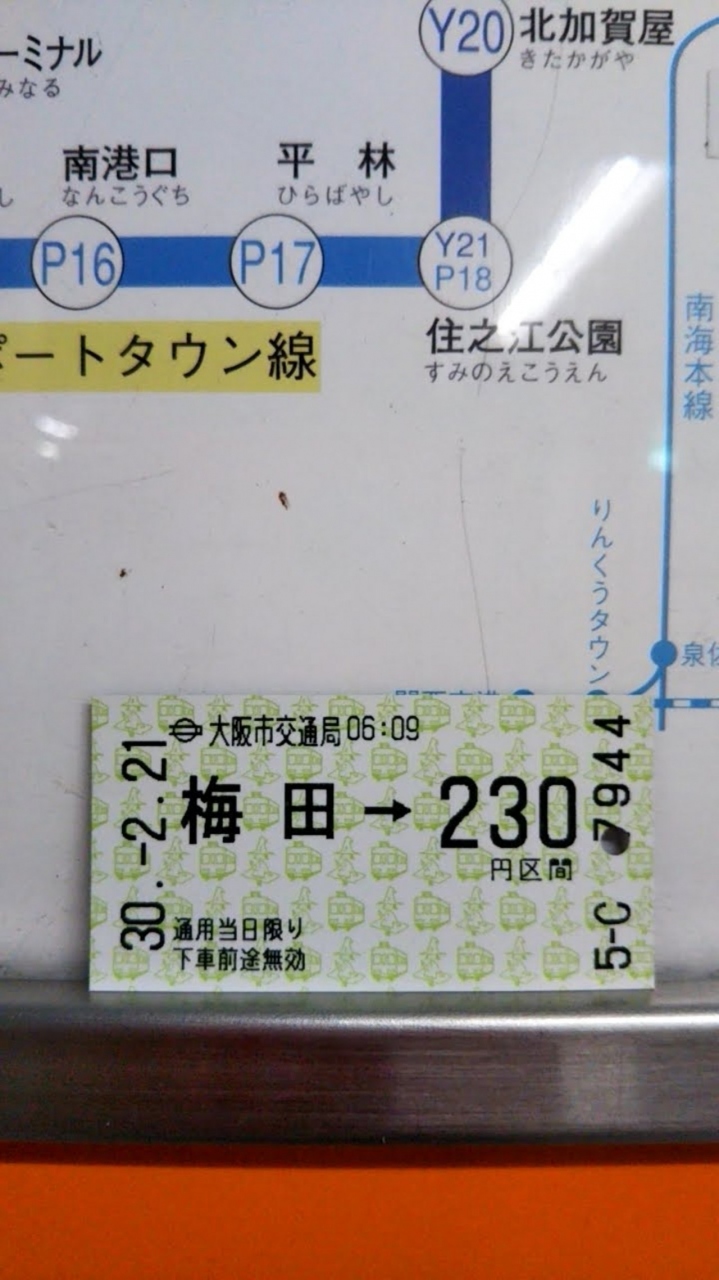 Y20
北加賀屋
きたかがや
ーミナル
みなる
南港口
なんこうぐち
平 林
ひらばやし
し
P16
P17
Y21
P18
住之江公園
すみのえこうえん
ポートタウン線
南海本線
りんくうタウン
泉佐
大阪市交通局 06:09
30.-2.21
梅 田 → 230
円区間
通用当日限り
下車前途無効
5-C 7944